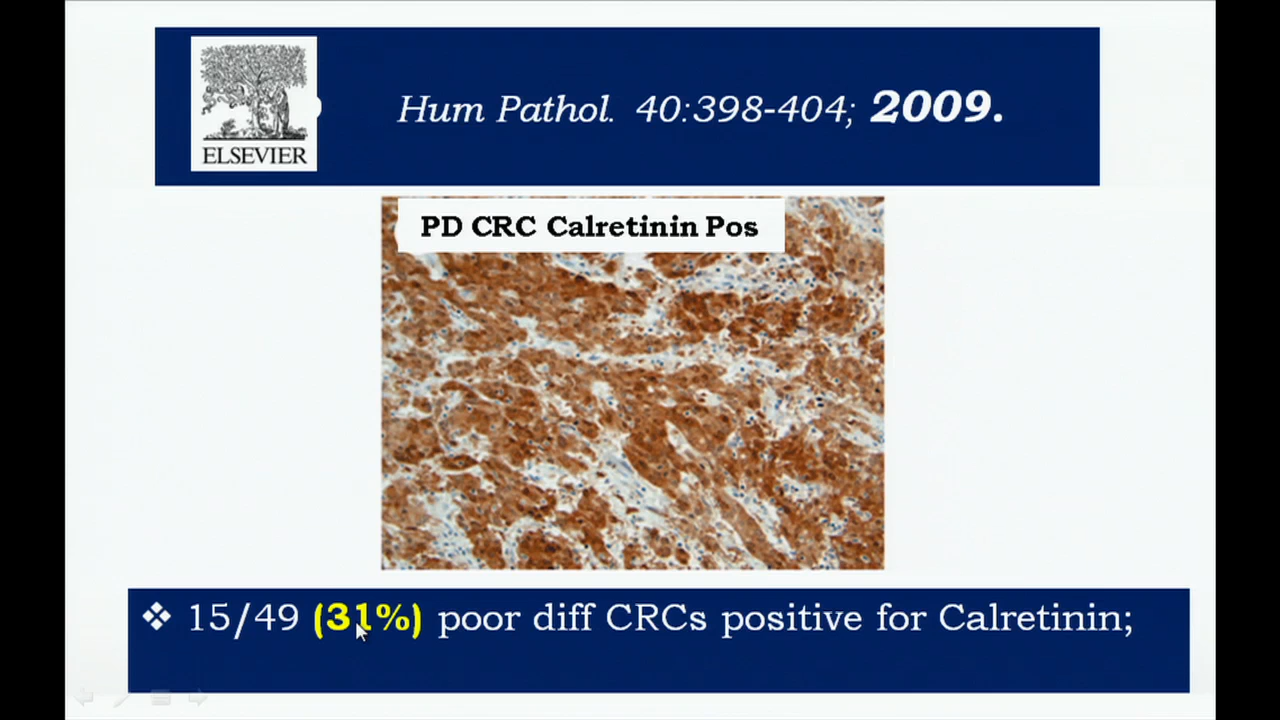 ELSEVIER
Hum Pathol. 40:398-404; 2009.
PD CRC Calretinin Pos
❖ 15/49 (31%) poor diff CRCs positive for Calretinin;